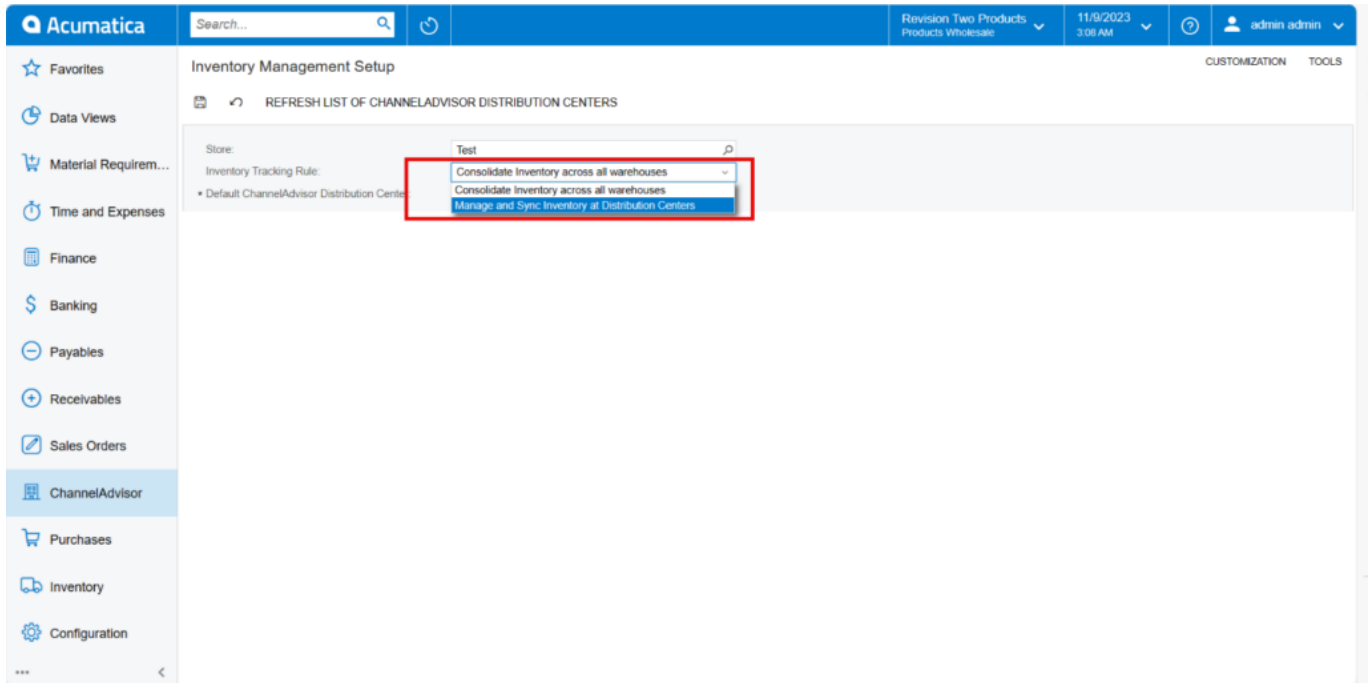 Acumatica
Search...
Revision Two Products
Products Wholesale
11/9/2023
3:08 AM
admin admin
Favorites
Data Views
Material Requirem...
Time and Expenses
Finance
Banking
Payables
Receivables
Sales Orders
ChannelAdvisor
Purchases
Inventory
Configuration
Inventory Management Setup
CUSTOMIZATION TOOLS
REFRESH LIST OF CHANNELADVISOR DISTRIBUTION CENTERS
Store: Test
Inventory Tracking Rule: Consolidate Inventory across all warehouses
Default ChannelAdvisor Distribution Center:
Consolidate Inventory across all warehouses
Manage and Sync Inventory at Distribution Centers